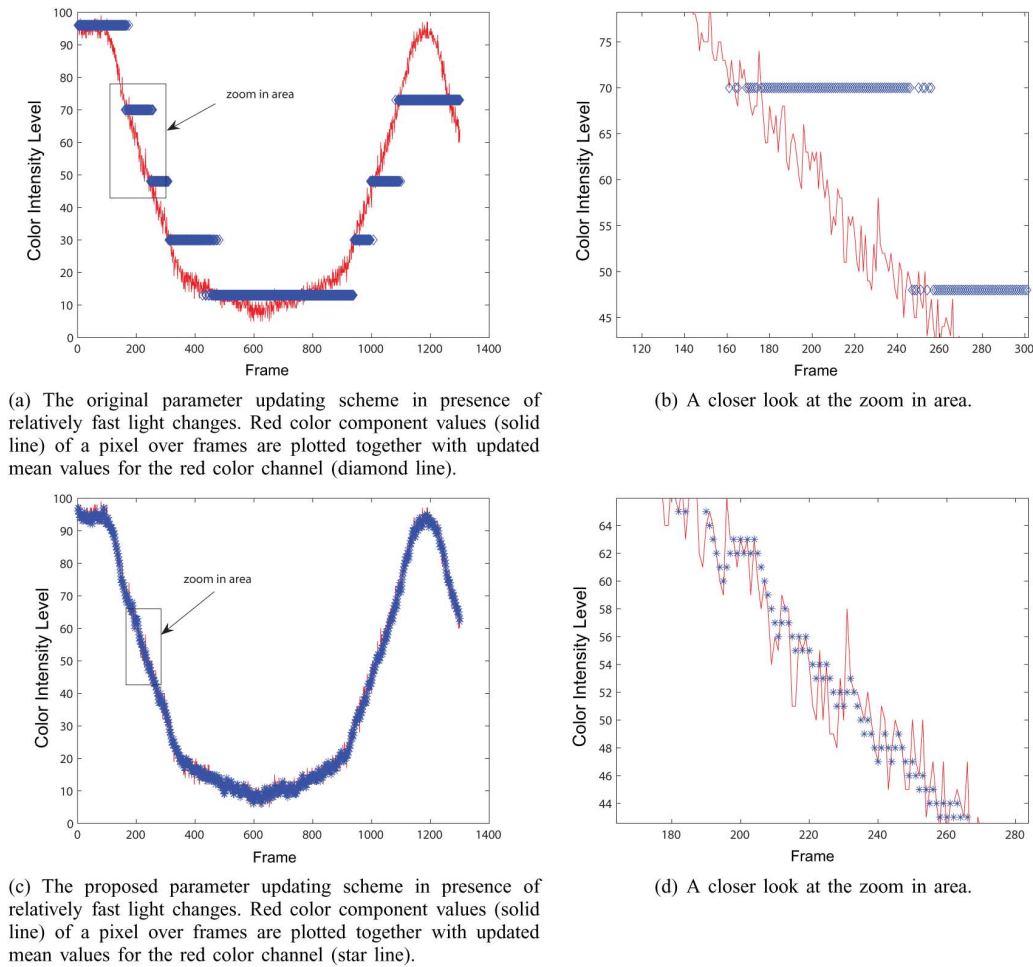 100
90
80
70
60
50
40
30
20
10
0
Color Intensity Level
zoom in area
0 200 400 600 800 1000 1200 1400
Frame
75
70
65
60
55
50
45
Color Intensity Level
120 140 160 180 200 220 240 260 280 300
Frame
(a) The original parameter updating scheme in presence of
relatively fast light changes. Red color component values (solid
line) of a pixel over frames are plotted together with updated
mean values for the red color channel (diamond line).
(b) A closer look at the zoom in area.
100
90
80
70
60
50
40
30
20
10
0
Color Intensity Level
zoom in area
0 200 400 600 800 1000 1200 1400
Frame
64
62
60
58
56
54
52
50
48
46
44
Color Intensity Level
180 200 220 240 260 280
Frame
(c) The proposed parameter updating scheme in presence of
relatively fast light changes. Red color component values (solid
line) of a pixel over frames are plotted together with updated
mean values for the red color channel (star line).
(d) A closer look at the zoom in area.